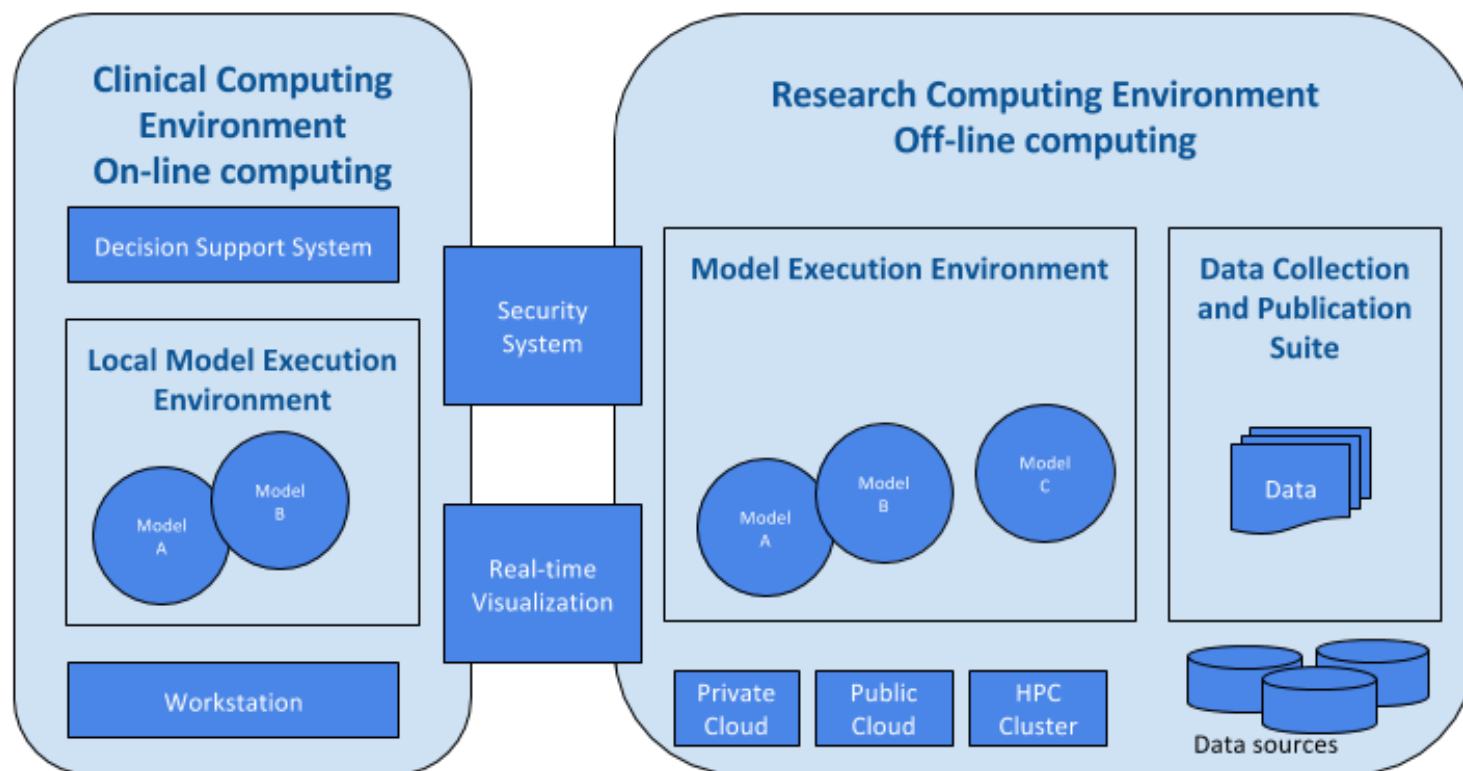 Clinical Computing
Environment
On-line computing
Decision Support System
Local Model Execution
Environment
Model
A
Model
B
Workstation
Security
System
Real-time
Visualization
Research Computing Environment
Off-line computing
Model Execution Environment
Model
A
Model
B
Model
C
Private
Cloud
Public
Cloud
HPC
Cluster
Data Collection
and Publication
Suite
Data
Data sources